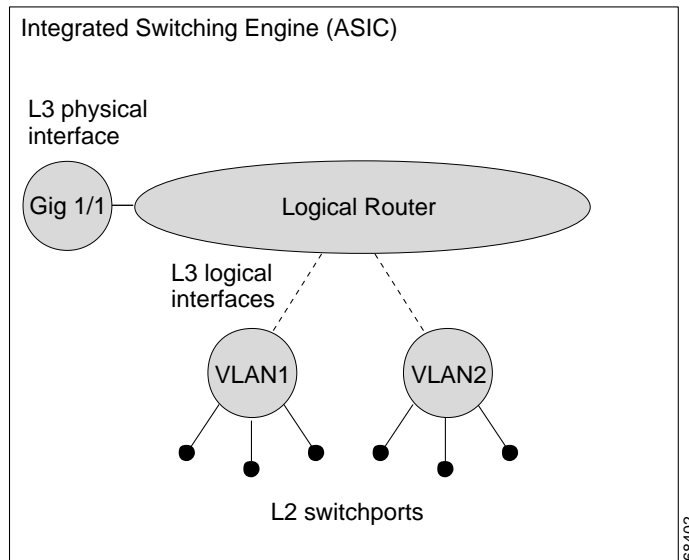 Integrated Switching Engine (ASIC)
L3 physical
interface
Gig 1/1
Logical Router
L3 logical
interfaces
VLAN1
VLAN2
L2 switchports
68402